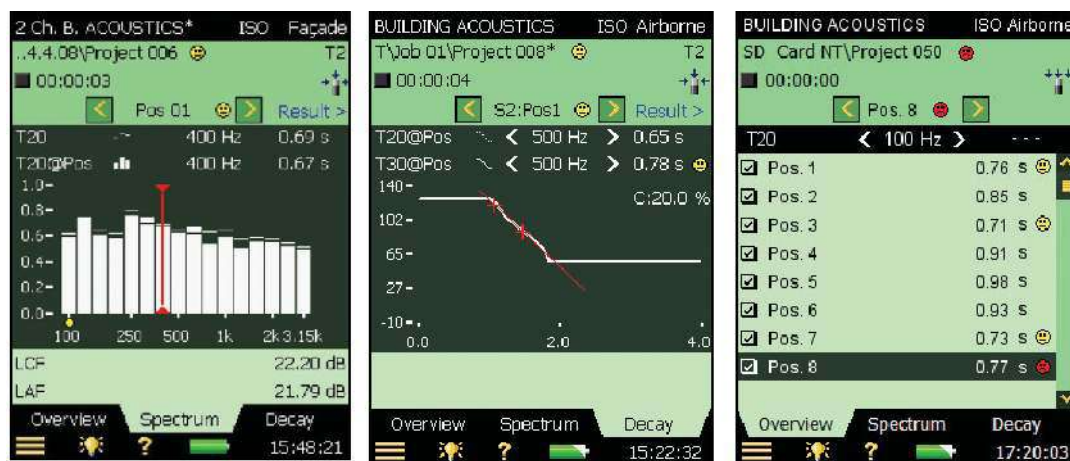 2 Ch. B. ACOUSTICS* ISO Façade
..4.4.08\Project 006 T2
00:00:03
< Pos 01 > Result >
T20 400 Hz 0.69 s
T20@Pos 400 Hz 0.67 s
1.0-
0.8-
0.6-
0.4-
0.2-
0.0-
100 250 500 1k 2k 3.15k
LCF 22.20 dB
LAF 21.79 dB
Overview Spectrum Decay
? 15:48:21
BUILDING ACOUSTICS ISO Airborne
T\Job 01\Project 008* T2
00:00:04
< S2:Pos1 > Result >
T20@Pos < 500 Hz > 0.65 s
T30@Pos < 500 Hz > 0.78 s
140-
C:20.0 %
102-
65-
27-
-10-
0.0 2.0 4.0
Overview Spectrum Decay
? 15:22:32
BUILDING ACOUSTICS ISO Airborne
SD Card NT\Project 050
00:00:00
< Pos. 8 >
T20 < 100 Hz > ---
Pos. 1 0.76 s
Pos. 2 0.85 s
Pos. 3 0.71 s
Pos. 4 0.91 s
Pos. 5 0.98 s
Pos. 6 0.93 s
Pos. 7 0.73 s
Pos. 8 0.77 s
Overview Spectrum Decay
? 17:20:03